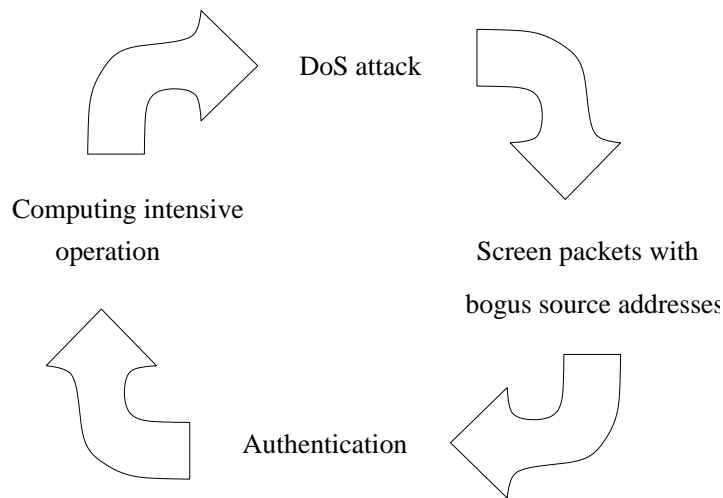 DoS attack
Computing intensive
operation
Screen packets with
bogus source addresses
Authentication